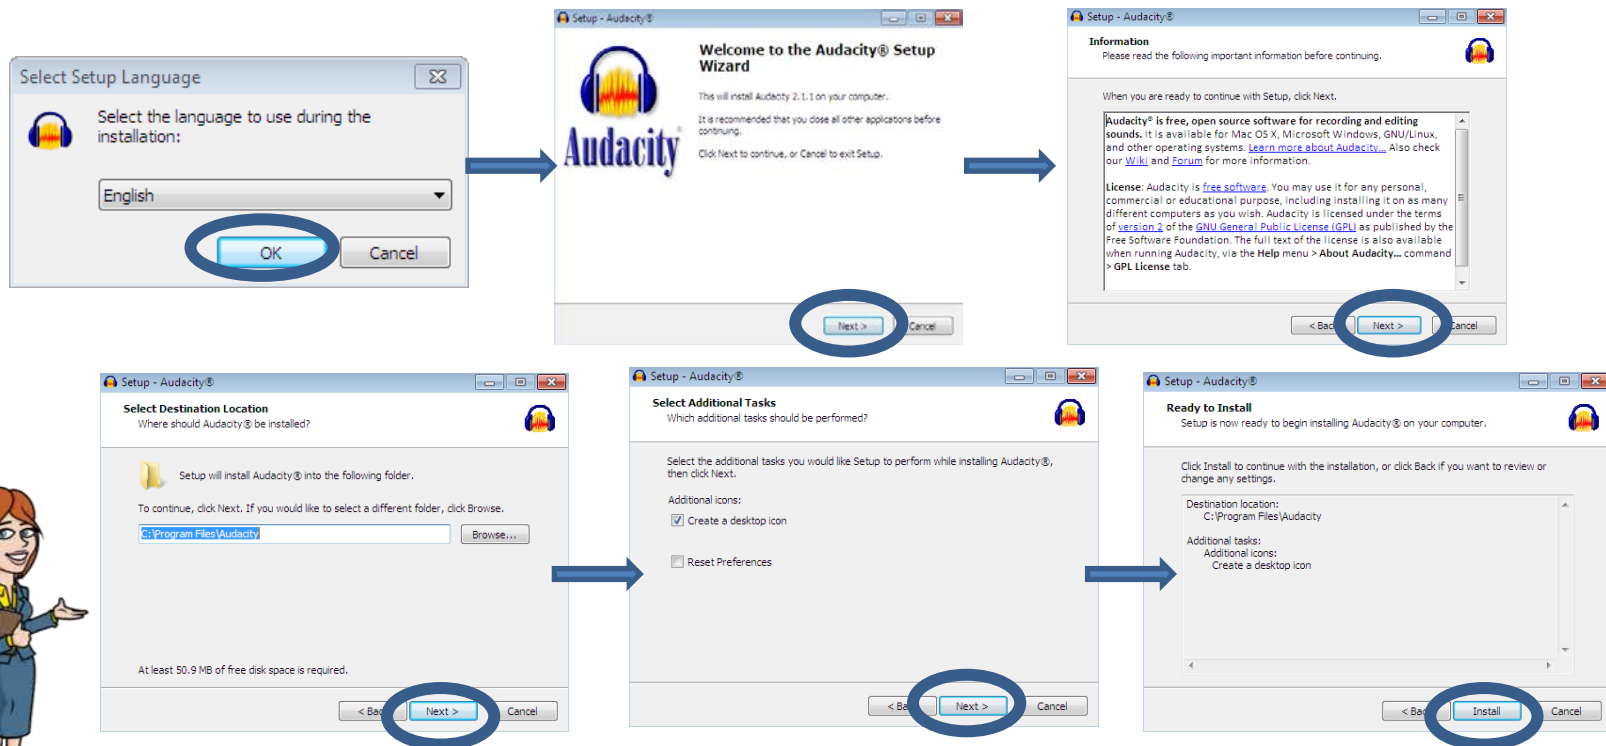 Select Setup Language
Select the language to use during the
installation:
English
OK
Cancel
Setup - Audacity®
Audacity
Welcome to the Audacity® Setup
Wizard
This will install Audacity 2.1.1 on your computer.
It is recommended that you close all other applications before
continuing.
Click Next to continue, or Cancel to exit Setup.
Next >
Cancel
Setup - Audacity®
Information
Please read the following important information before continuing.
When you are ready to continue with Setup, click Next.
Audacity® is free, open source software for recording and editing
sounds. It is available for Mac OS X, Microsoft Windows, GNU/Linux,
and other operating systems. Learn more about Audacity... Also check
our Wiki and Forum for more information.
License: Audacity is free software. You may use it for any personal,
commercial or educational purpose, including installing it on as many
different computers as you wish. Audacity is licensed under the terms
of version 2 of the GNU General Public License (GPL) as published by the
Free Software Foundation. The full text of the license is also available
when running Audacity, via the Help menu > About Audacity... command
> GPL License tab.
< Bac
Next >
Cancel
Setup - Audacity®
Select Destination Location
Where should Audacity® be installed?
Setup will install Audacity® into the following folder.
To continue, click Next. If you would like to select a different folder, click Browse.
C:\Program Files\Audacity
Browse...
At least 50.9 MB of free disk space is required.
< Bac
Next >
Cancel
Setup - Audacity®
Select Additional Tasks
Which additional tasks should be performed?
Select the additional tasks you would like Setup to perform while installing Audacity®,
then click Next.
Additional icons:
Create a desktop icon
Reset Preferences
< Ba
Next >
Cancel
Setup - Audacity®
Ready to Install
Setup is now ready to begin installing Audacity® on your computer.
Click Install to continue with the installation, or click Back if you want to review or
change any settings.
Destination location:
C:\Program Files\Audacity
Additional tasks:
Additional icons:
Create a desktop icon
< Bac
Install
Cancel